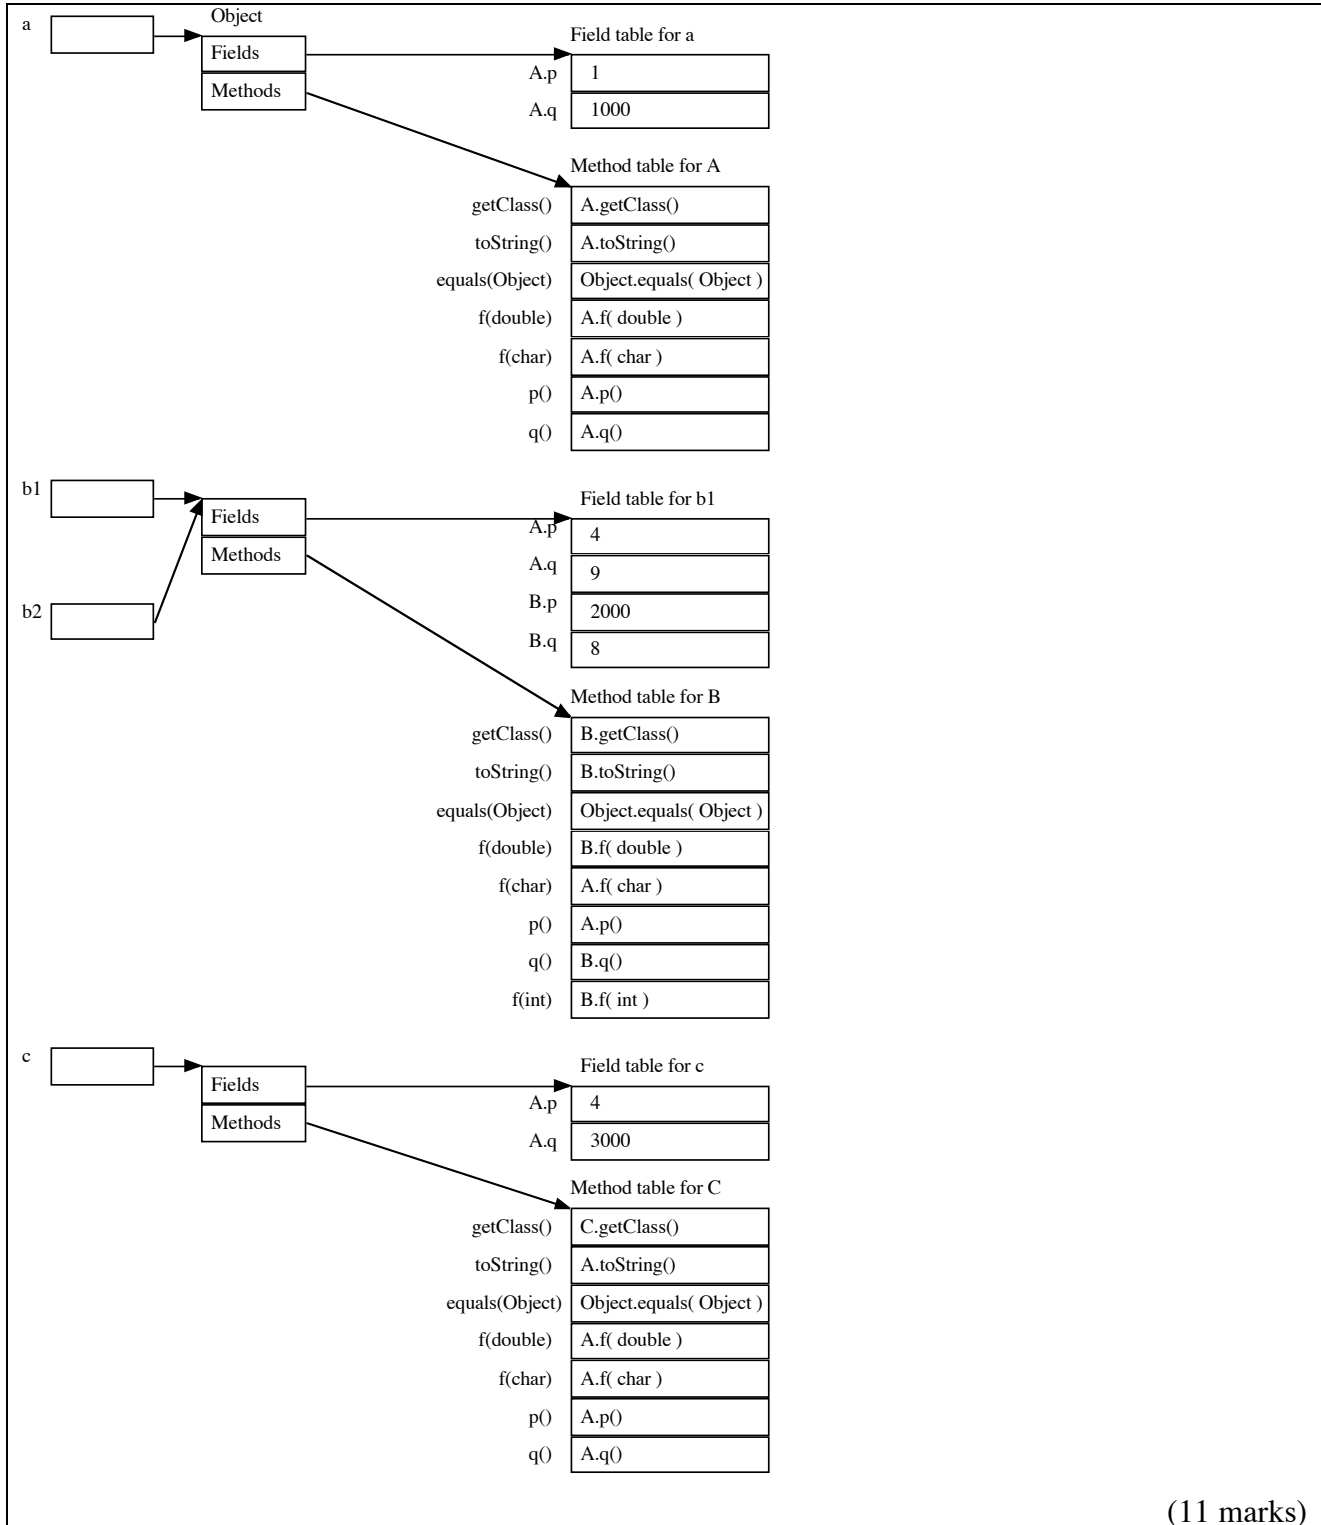 a
Object
Fields
Methods
Field table for a
A.p 1
A.q 1000
Method table for A
getClass() A.getClass()
toString() A.toString()
equals(Object) Object.equals( Object )
f(double) A.f( double )
f(char) A.f( char )
p() A.p()
q() A.q()
b1
b2
Fields
Methods
Field table for b1
A.p 4
A.q 9
B.p 2000
B.q 8
Method table for B
getClass() B.getClass()
toString() B.toString()
equals(Object) Object.equals( Object )
f(double) B.f( double )
f(char) A.f( char )
p() A.p()
q() B.q()
f(int) B.f( int )
c
Fields
Methods
Field table for c
A.p 4
A.q 3000
Method table for C
getClass() C.getClass()
toString() A.toString()
equals(Object) Object.equals( Object )
f(double) A.f( double )
f(char) A.f( char )
p() A.p()
q() A.q()
(11 marks)